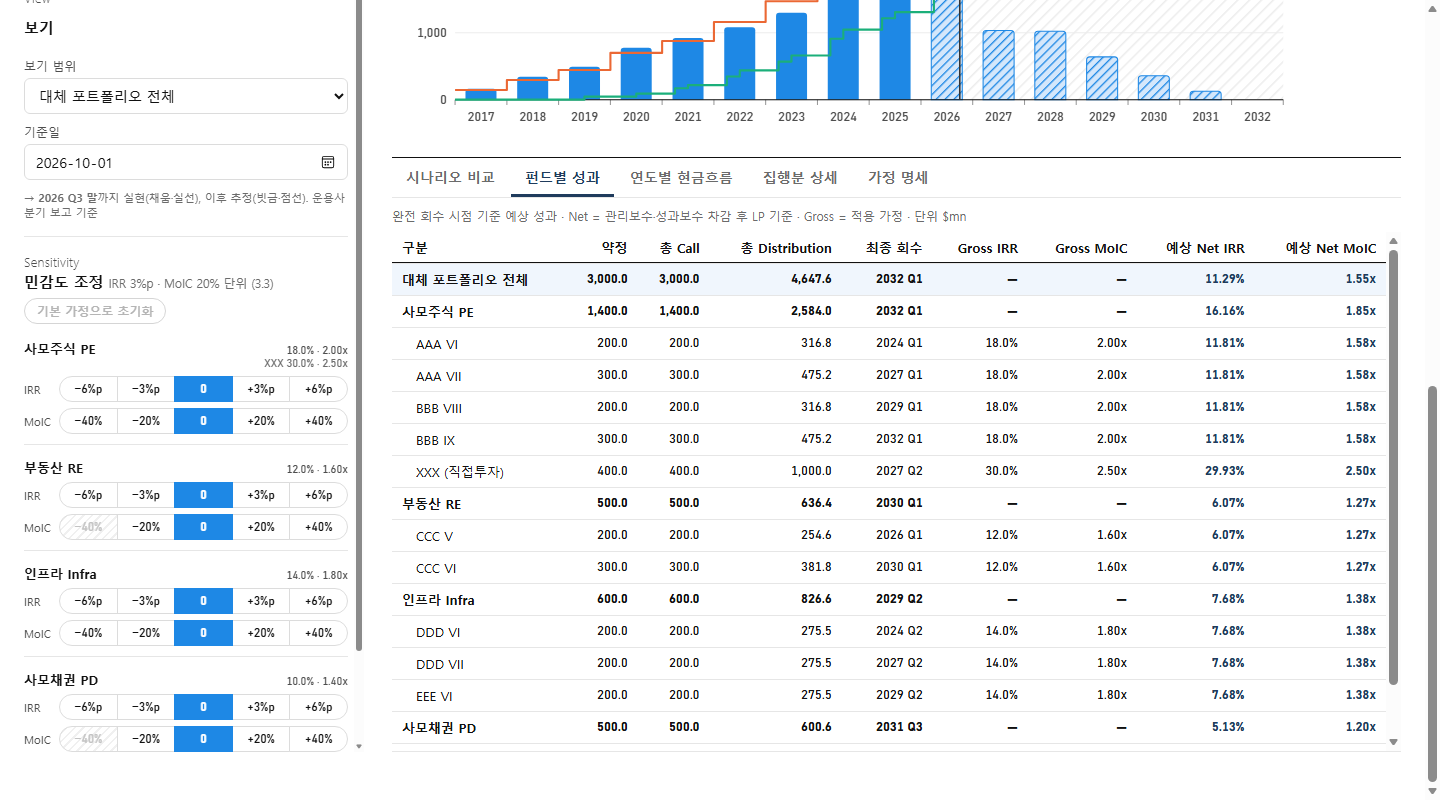 View
보기
보기 범위
대체 포트폴리오 전체
기준일
2026-10-01
→ 2026 Q3 말까지 실현(채움·실선), 이후 추정(빗금·점선). 운용사
분기 보고 기준
Sensitivity
민감도 조정 IRR 3%p · MoIC 20% 단위 (3.3)
기본 가정으로 초기화
사모주식 PE 18.0% · 2.00x
XXX 30.0% · 2.50x
IRR −6%p −3%p 0 +3%p +6%p
MoIC −40% −20% 0 +20% +40%
부동산 RE 12.0% · 1.60x
IRR −6%p −3%p 0 +3%p +6%p
MoIC −40% −20% 0 +20% +40%
인프라 Infra 14.0% · 1.80x
IRR −6%p −3%p 0 +3%p +6%p
MoIC −40% −20% 0 +20% +40%
사모채권 PD 10.0% · 1.40x
IRR −6%p −3%p 0 +3%p +6%p
MoIC −40% −20% 0 +20% +40%
1,000
0
2017 2018 2019 2020 2021 2022 2023 2024 2025 2026 2027 2028 2029 2030 2031 2032
시나리오 비교 펀드별 성과 연도별 현금흐름 집행분 상세 가정 명세
완전 회수 시점 기준 예상 성과 · Net = 관리보수·성과보수 차감 후 LP 기준 · Gross = 적용 가정 · 단위 $mn
구분 약정 총 Call 총 Distribution 최종 회수 Gross IRR Gross MoIC 예상 Net IRR 예상 Net MoIC
대체 포트폴리오 전체 3,000.0 3,000.0 4,647.6 2032 Q1 — — 11.29% 1.55x
사모주식 PE 1,400.0 1,400.0 2,584.0 2032 Q1 — — 16.16% 1.85x
AAA VI 200.0 200.0 316.8 2024 Q1 18.0% 2.00x 11.81% 1.58x
AAA VII 300.0 300.0 475.2 2027 Q1 18.0% 2.00x 11.81% 1.58x
BBB VIII 200.0 200.0 316.8 2029 Q1 18.0% 2.00x 11.81% 1.58x
BBB IX 300.0 300.0 475.2 2032 Q1 18.0% 2.00x 11.81% 1.58x
XXX (직접투자) 400.0 400.0 1,000.0 2027 Q2 30.0% 2.50x 29.93% 2.50x
부동산 RE 500.0 500.0 636.4 2030 Q1 — — 6.07% 1.27x
CCC V 200.0 200.0 254.6 2026 Q1 12.0% 1.60x 6.07% 1.27x
CCC VI 300.0 300.0 381.8 2030 Q1 12.0% 1.60x 6.07% 1.27x
인프라 Infra 600.0 600.0 826.6 2029 Q2 — — 7.68% 1.38x
DDD VI 200.0 200.0 275.5 2024 Q2 14.0% 1.80x 7.68% 1.38x
DDD VII 200.0 200.0 275.5 2027 Q2 14.0% 1.80x 7.68% 1.38x
EEE VI 200.0 200.0 275.5 2029 Q2 14.0% 1.80x 7.68% 1.38x
사모채권 PD 500.0 500.0 600.6 2031 Q3 — — 5.13% 1.20x